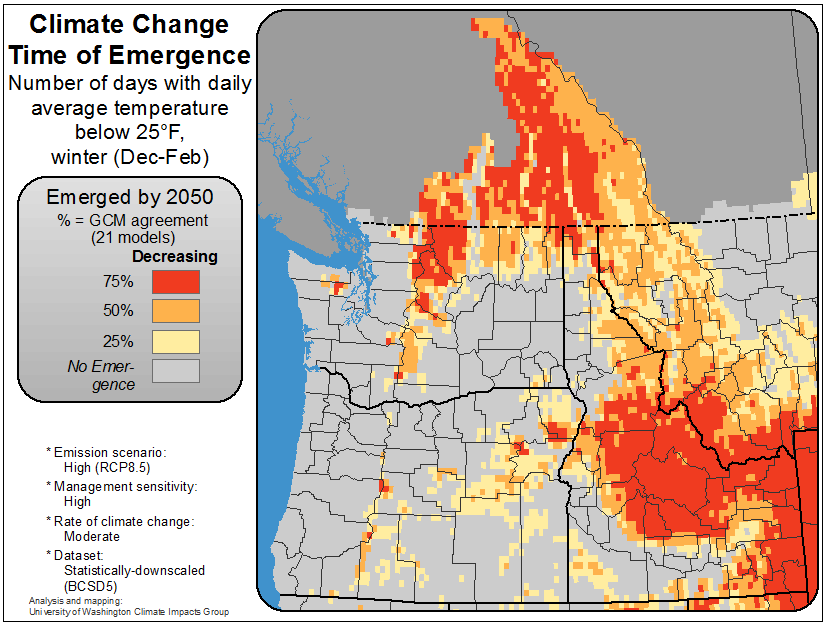 Climate Change
Time of Emergence
Number of days with daily
average temperature
below 25°F,
winter (Dec-Feb)
Emerged by 2050
% = GCM agreement
(21 models)
Decreasing
75%
50%
25%
No Emer-
gence
* Emission scenario:
High (RCP8.5)
* Management sensitivity:
High
* Rate of climate change:
Moderate
* Dataset:
Statistically-downscaled
(BCSD5)
Analysis and mapping:
University of Washington Climate Impacts Group